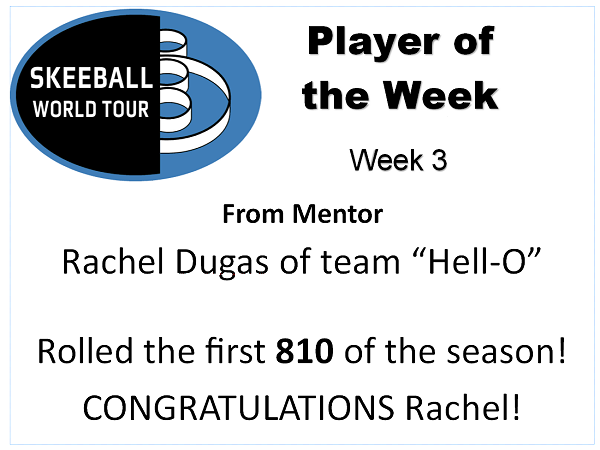 SKEEBALL
WORLD TOUR
Player of
the Week
Week 3
From Mentor
Rachel Dugas of team “Hell-O”
Rolled the first 810 of the season!
CONGRATULATIONS Rachel!